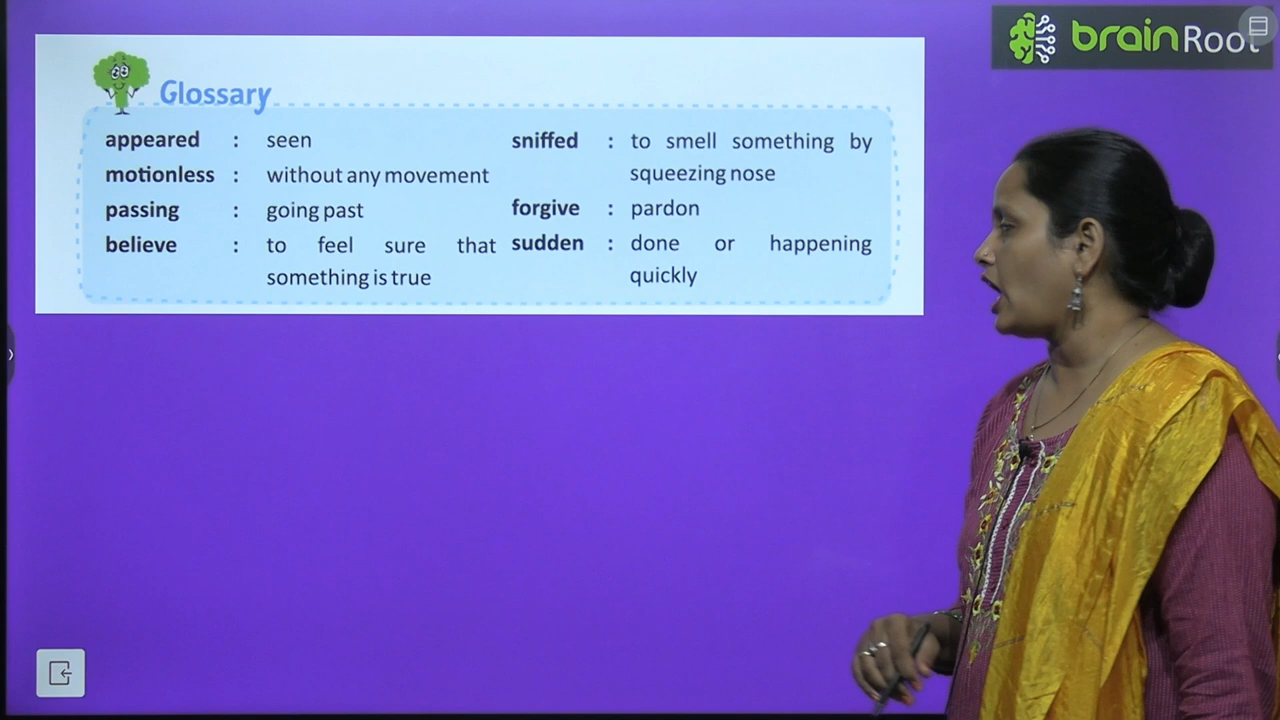 brainRoot
Glossary
appeared : seen
motionless : without any movement
passing : going past
believe : to feel sure that
something is true
sniffed : to smell something by
squeezing nose
forgive : pardon
sudden : done or happening
quickly